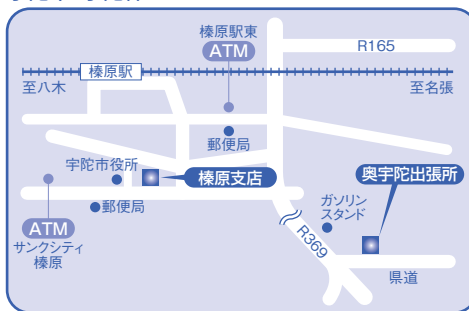 榛原駅東
ATM
R165
榛原駅
至八木
至名張
郵便局
宇陀市役所
榛原支店
奥宇陀出張所
郵便局
ガソリン
スタンド
ATM
サンクシティ
榛原
R369
県道